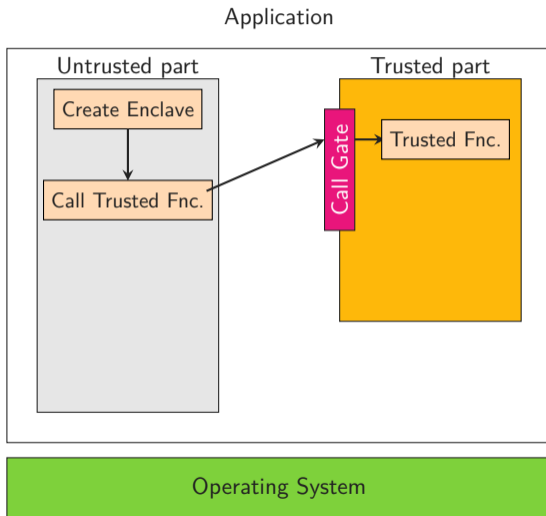 Application
Untrusted part
Trusted part
Create Enclave
Call Trusted Fnc.
Call Gate
Trusted Fnc.
Operating System